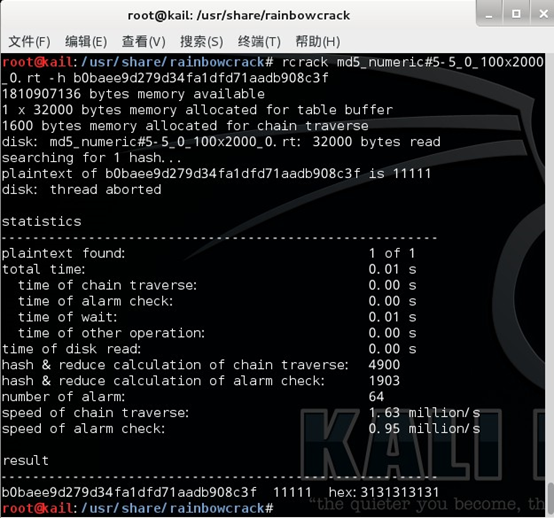 root@kail: /usr/share/rainbowcrack
文件(F) 编辑(E) 查看(V) 搜索(S) 终端(T) 帮助(H)
root@kail:/usr/share/rainbowcrack# rcrack md5_numeric#5-5_0_100x2000
_0.rt -h b0baee9d279d34fa1dfd71aadb908c3f
1810907136 bytes memory available
1 x 32000 bytes memory allocated for table buffer
1600 bytes memory allocated for chain traverse
disk: md5_numeric#5-5_0_100x2000_0.rt: 32000 bytes read
searching for 1 hash...
plaintext of b0baee9d279d34fa1dfd71aadb908c3f is 11111
disk: thread aborted
statistics
-------------------------------------------------------
plaintext found: 1 of 1
total time: 0.01 s
time of chain traverse: 0.00 s
time of alarm check: 0.00 s
time of wait: 0.01 s
time of other operation: 0.00 s
time of disk read: 0.00 s
hash & reduce calculation of chain traverse: 4900
hash & reduce calculation of alarm check: 1903
number of alarm: 64
speed of chain traverse: 1.63 million/s
speed of alarm check: 0.95 million/s
result
-------------------------------------------------------
b0baee9d279d34fa1dfd71aadb908c3f 11111 hex:3131313131
root@kail:/usr/share/rainbowcrack#
KALI
"the quieter you become, th